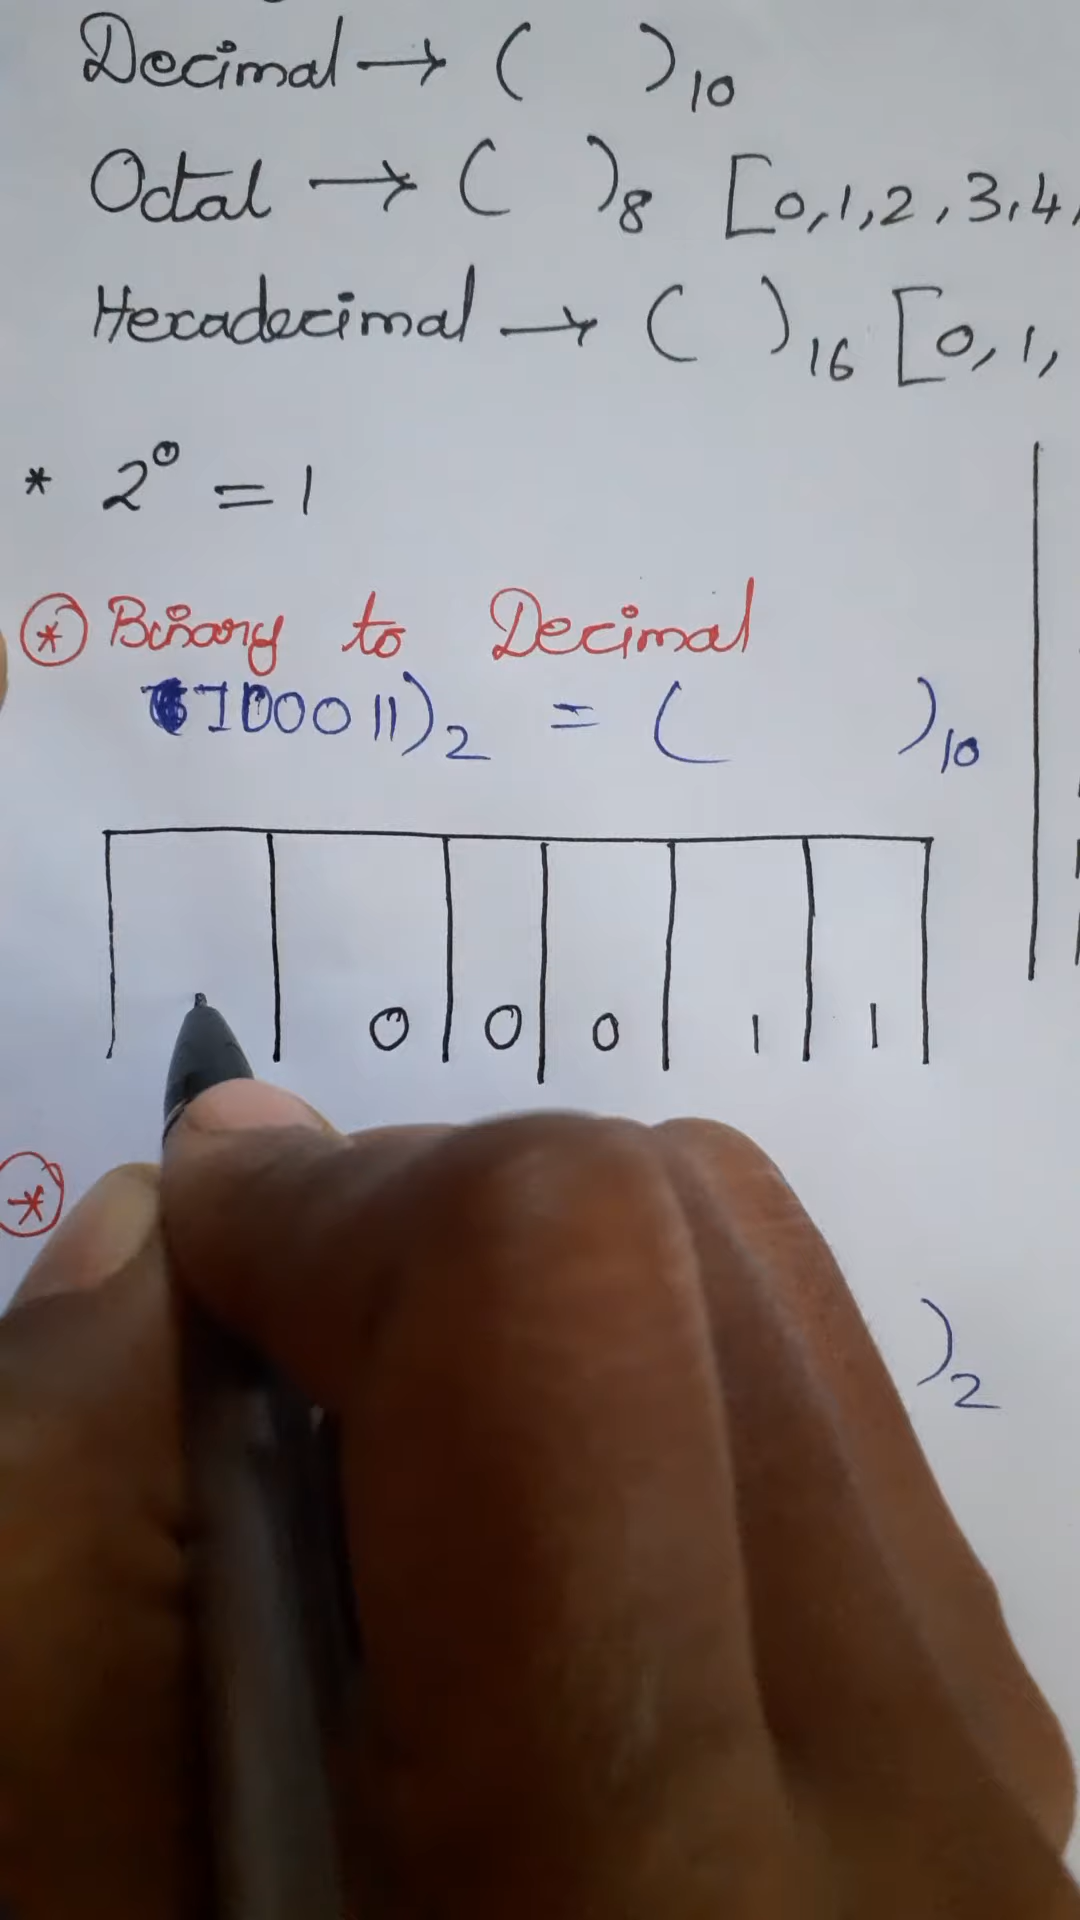 Decimal → ( )10
Octal → ( )8 [0,1,2,3,4,
Hexadecimal → ( )16 [0,1,
* 2⁰ = 1
* Binary to Decimal
100011)2 = ( )10
0 0 0 1 1
*
)2